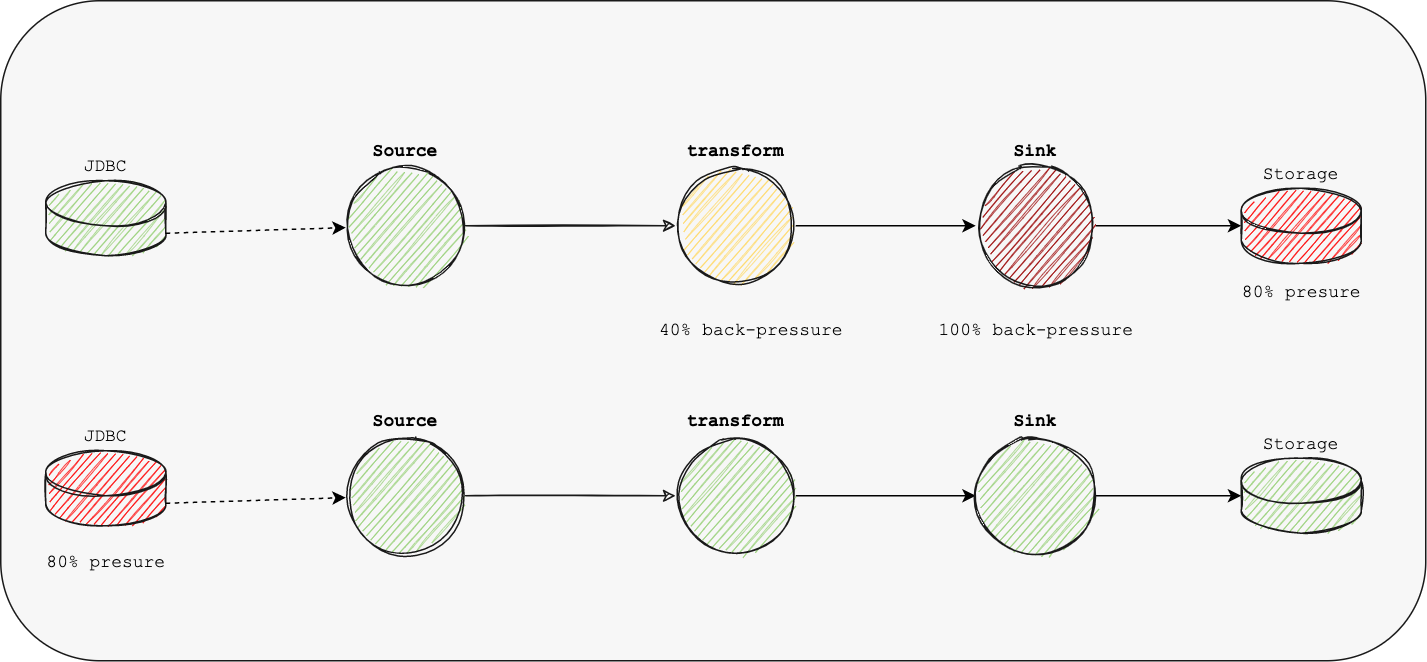 Source
transform
Sink
JDBC
Storage
80% presure
40% back-pressure
100% back-pressure
Source
transform
Sink
JDBC
Storage
80% presure